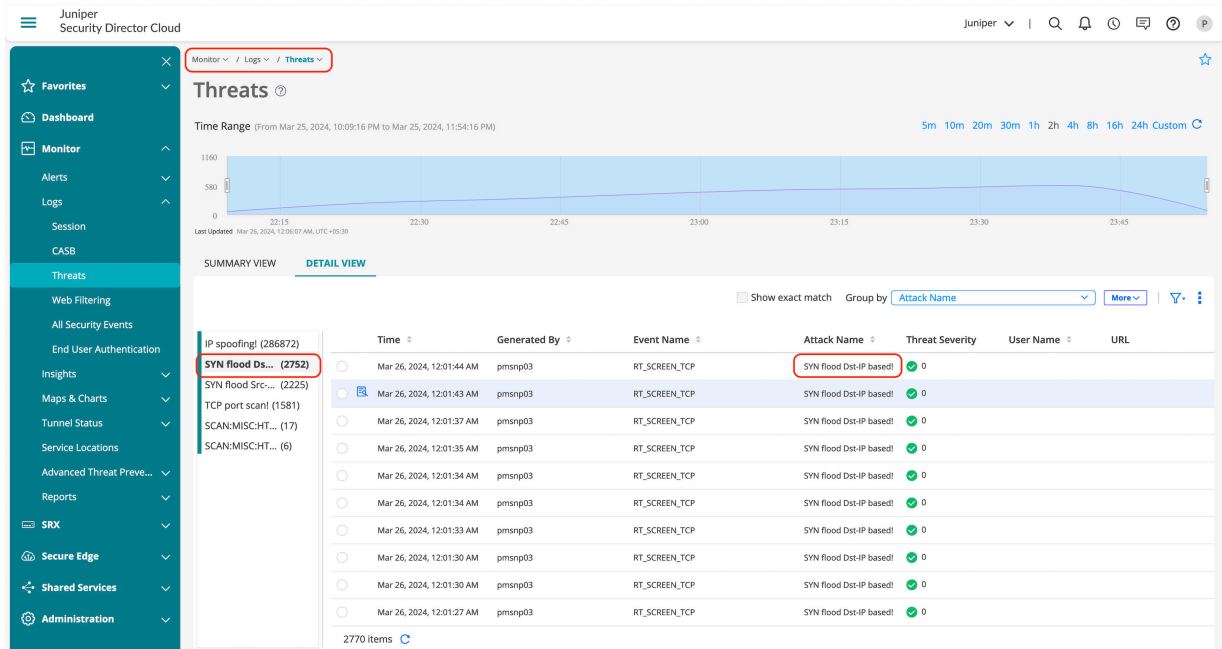 Juniper
Security Director Cloud
Juniper
P
Favorites
Dashboard
Monitor
Alerts
Logs
Session
CASB
Threats
Web Filtering
All Security Events
End User Authentication
Insights
Maps & Charts
Tunnel Status
Service Locations
Advanced Threat Preve...
Reports
SRX
Secure Edge
Shared Services
Administration
Monitor / Logs / Threats
Threats
Time Range (From Mar 25, 2024, 10:09:16 PM to Mar 25, 2024, 11:54:16 PM)
5m 10m 20m 30m 1h 2h 4h 8h 16h 24h Custom
1160
580
0
22:15 22:30 22:45 23:00 23:15 23:30 23:45
Last Updated Mar 26, 2024, 12:06:07 AM, UTC +05:30
SUMMARY VIEW DETAIL VIEW
Show exact match Group by Attack Name More
IP spoofing! (286872)
SYN flood Ds... (2752)
SYN flood Src-... (2225)
TCP port scan! (1581)
SCAN:MISC:HT... (17)
SCAN:MISC:HT... (6)
Time Generated By Event Name Attack Name Threat Severity User Name URL
Mar 26, 2024, 12:01:44 AM pmsnp03 RT_SCREEN_TCP SYN flood Dst-IP based! 0
Mar 26, 2024, 12:01:43 AM pmsnp03 RT_SCREEN_TCP SYN flood Dst-IP based! 0
Mar 26, 2024, 12:01:37 AM pmsnp03 RT_SCREEN_TCP SYN flood Dst-IP based! 0
Mar 26, 2024, 12:01:35 AM pmsnp03 RT_SCREEN_TCP SYN flood Dst-IP based! 0
Mar 26, 2024, 12:01:34 AM pmsnp03 RT_SCREEN_TCP SYN flood Dst-IP based! 0
Mar 26, 2024, 12:01:34 AM pmsnp03 RT_SCREEN_TCP SYN flood Dst-IP based! 0
Mar 26, 2024, 12:01:33 AM pmsnp03 RT_SCREEN_TCP SYN flood Dst-IP based! 0
Mar 26, 2024, 12:01:30 AM pmsnp03 RT_SCREEN_TCP SYN flood Dst-IP based! 0
Mar 26, 2024, 12:01:30 AM pmsnp03 RT_SCREEN_TCP SYN flood Dst-IP based! 0
Mar 26, 2024, 12:01:27 AM pmsnp03 RT_SCREEN_TCP SYN flood Dst-IP based! 0
2770 items